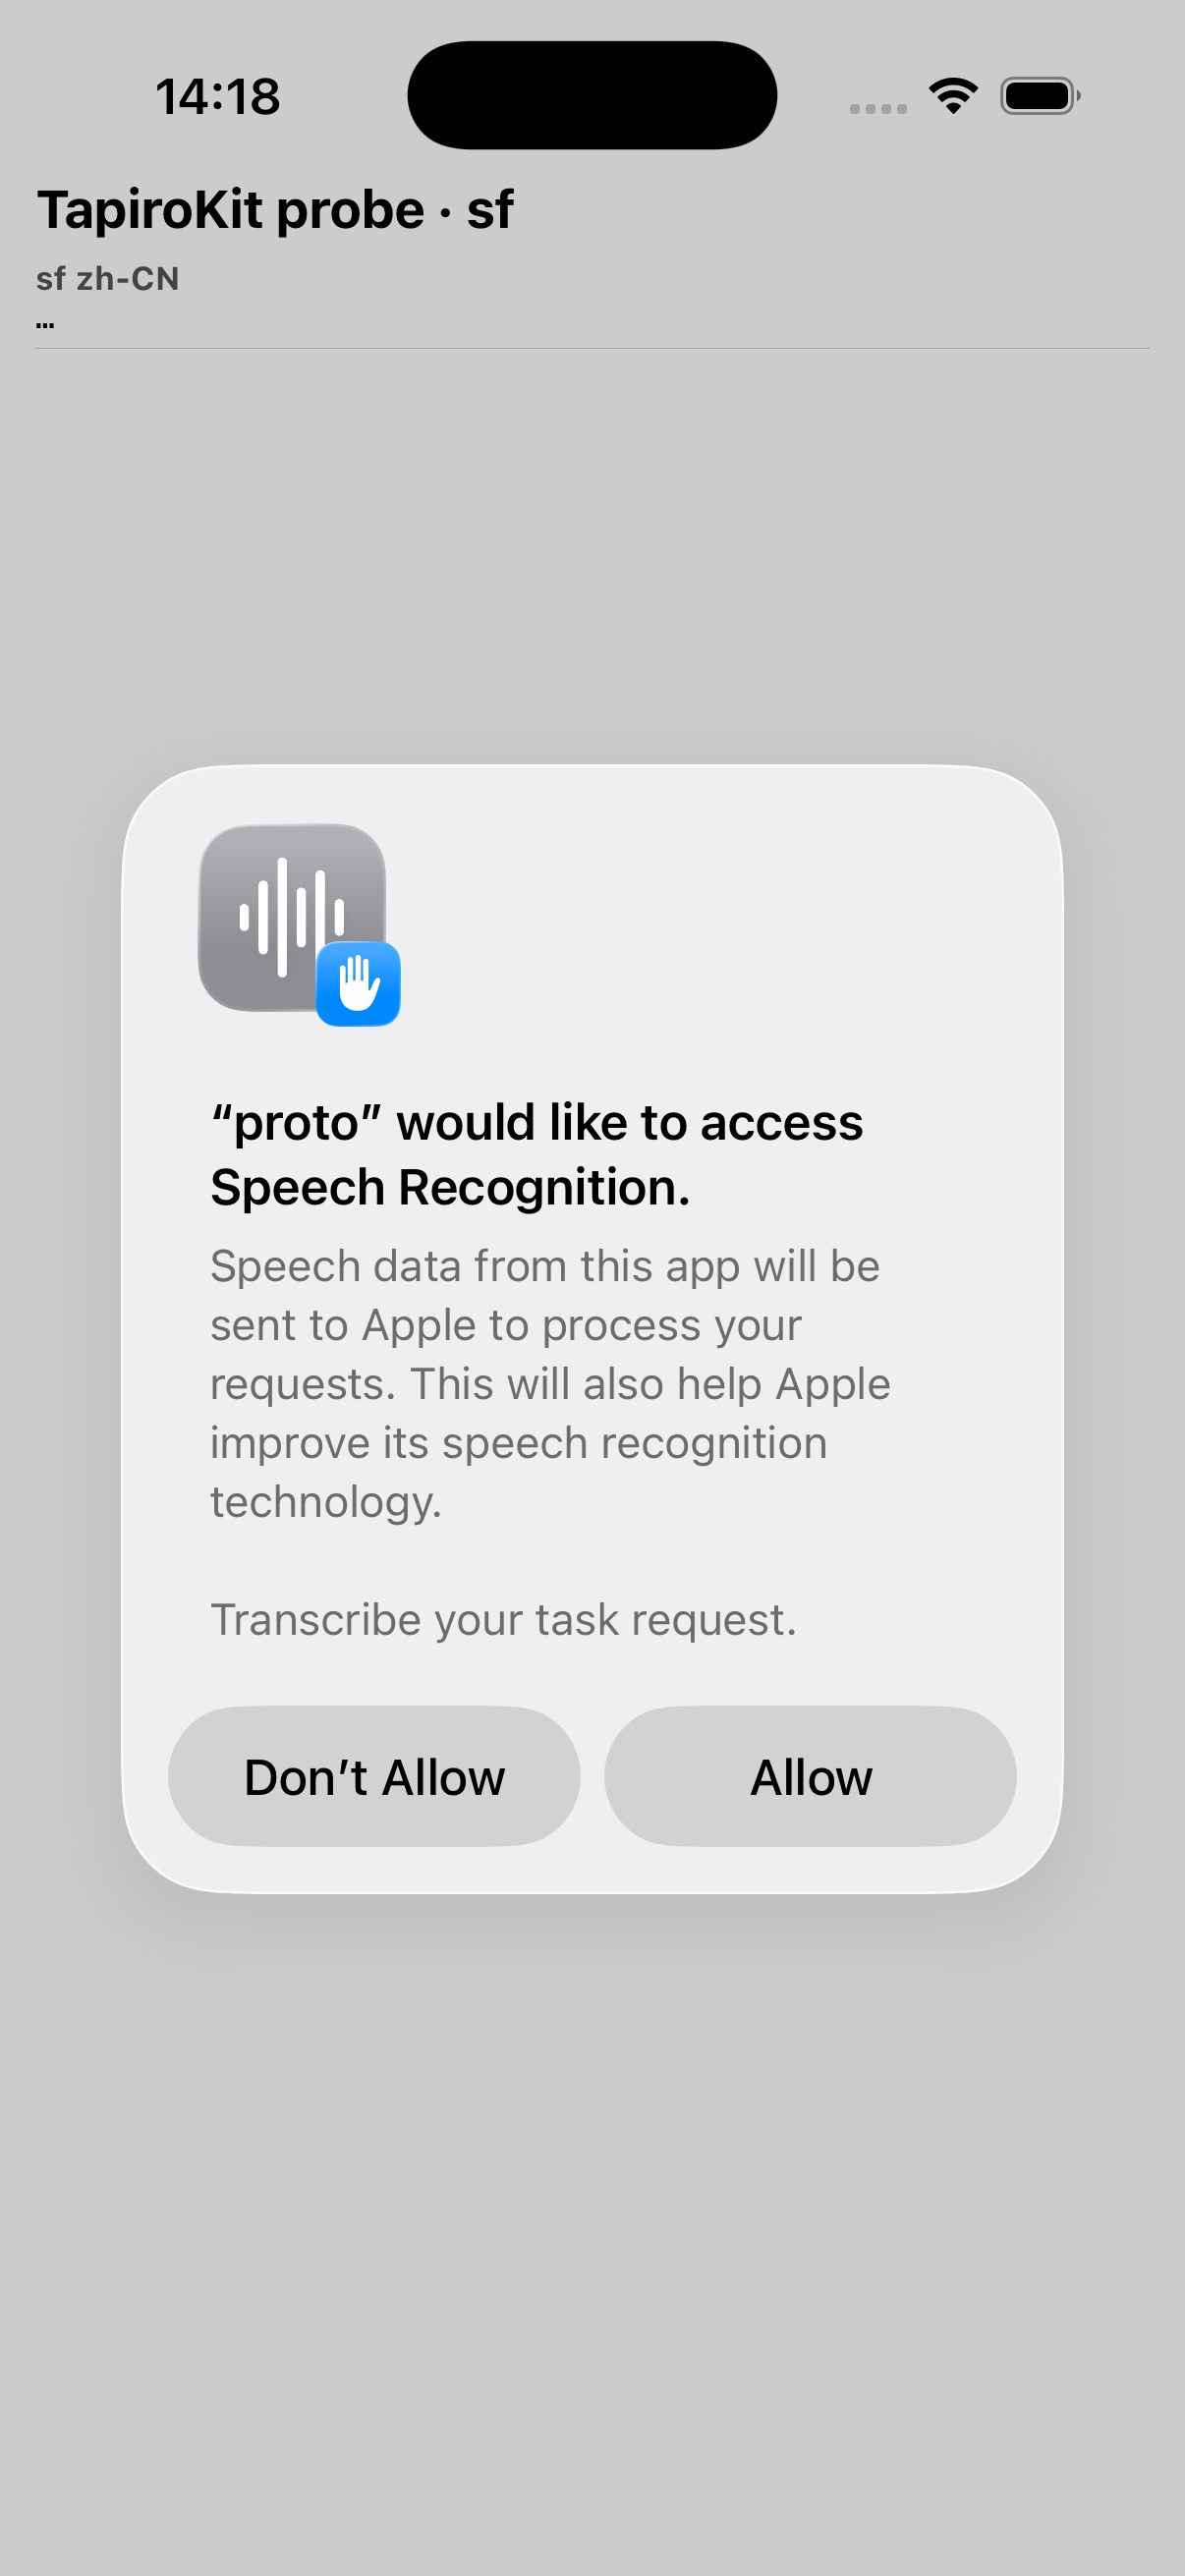 14:18
TapiroKit probe · sf
sf zh-CN
…
“proto” would like to access
Speech Recognition.
Speech data from this app will be
sent to Apple to process your
requests. This will also help Apple
improve its speech recognition
technology.
Transcribe your task request.
Don’t Allow
Allow